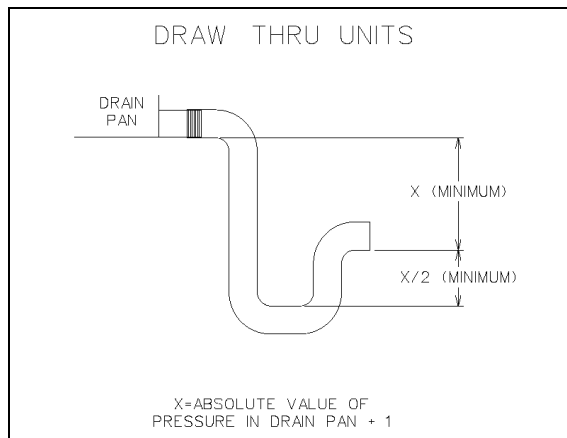 DRAW THRU UNITS
DRAIN
PAN
X (MINIMUM)
X/2 (MINIMUM)
X=ABSOLUTE VALUE OF
PRESSURE IN DRAIN PAN + 1